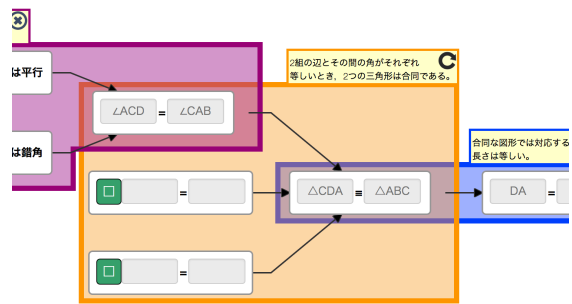 は平行
は錯角
∠ACD = ∠CAB
2組の辺とその間の角がそれぞれ
等しいとき，2つの三角形は合同である。
□ =
□ =
△CDA ≡ △ABC
合同な図形では対応する
長さは等しい。
DA =